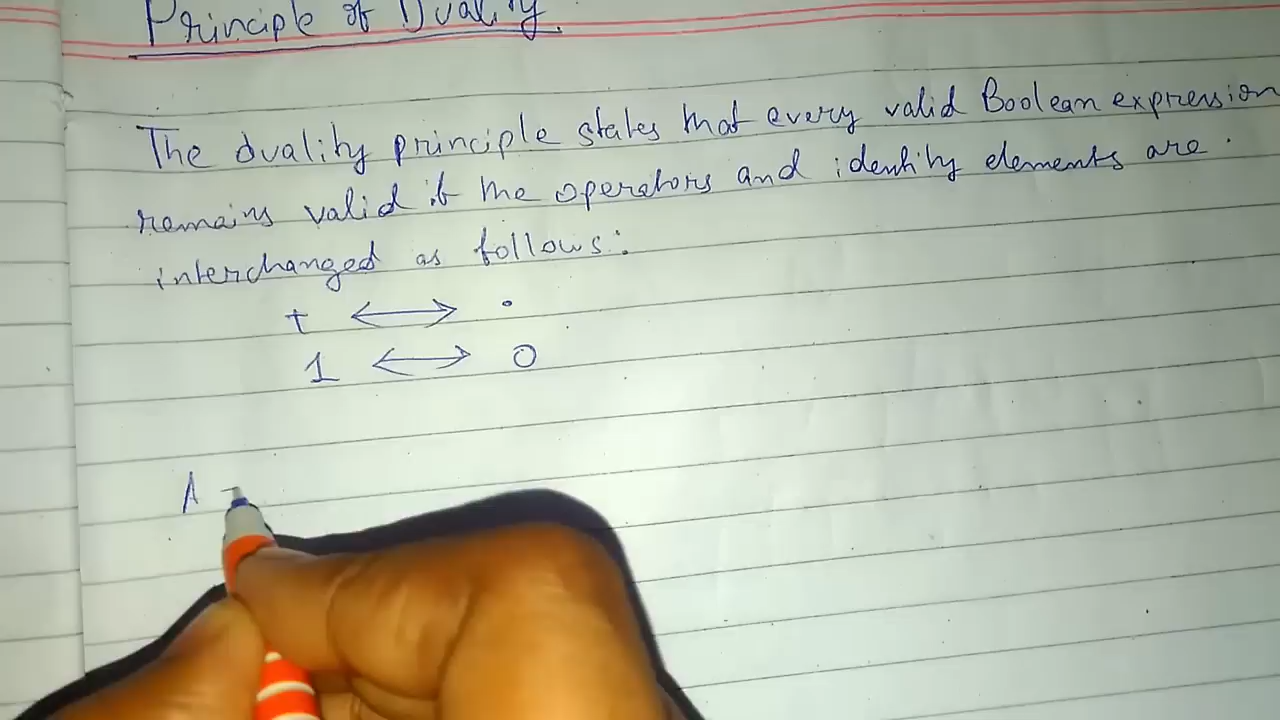 Principle of Duality.
The duality principle states that every valid Boolean expression
remains valid if the operators and identity elements are.
interchanged as follows:
+ ⟷ .
1 ⟷ 0
A -